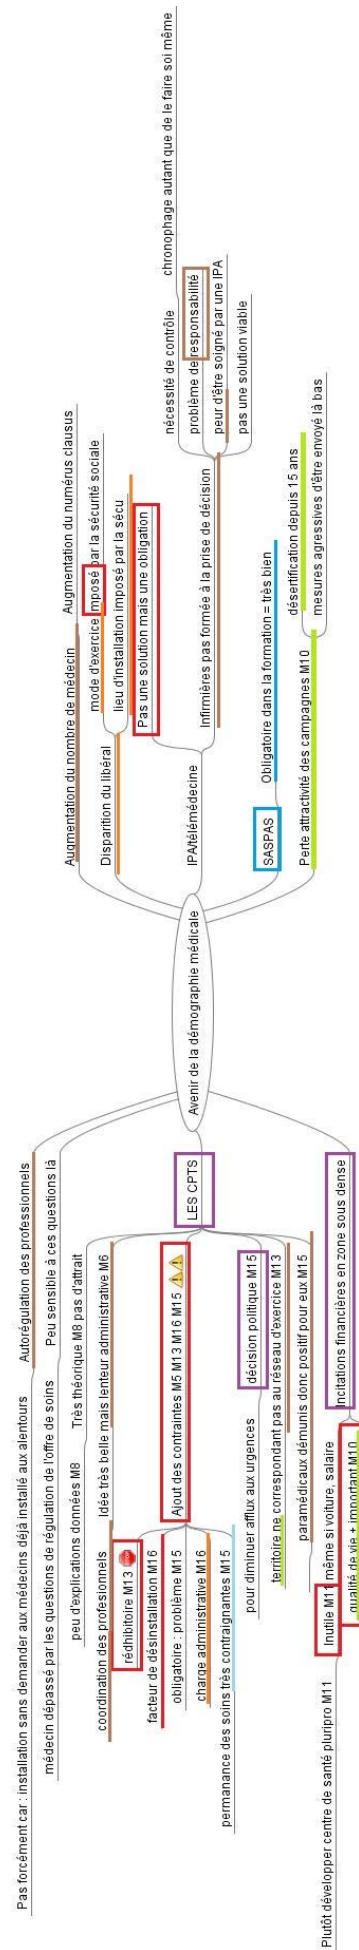 Avenir de la démographie médicale
Augmentation du nombre de médecin
Augmentation du numérus clausus
Disparition du libéral
mode d'exercice imposé par la sécurité sociale
lieu d'installation imposé par la sécu
IPA/télémédecine
Pas une solution mais une obligation
Infirmières pas formée à la prise de décision
nécessité de contrôle
chronophage autant que de le faire soi même
problème de responsabilité
peur d'être soigné par une IPA
pas une solution viable
SASPAS
Obligatoire dans la formation = très bien
Perte attractivité des campagnes M10
désertification depuis 15 ans
mesures agressives d'être envoyé là bas
Autorégulation des professionnels
Pas forcément car : installation sans demander aux médecins déjà installé aux alentours
Peu sensible à ces questions là
médecin dépassé par les questions de régulation de l'offre de soins
LES CPTS
Très théorique M8 pas d'attrait
peu d'explications données M8
Idée très belle mais lenteur administrative M6
coordination des profesionnels
Ajout des contraintes M5 M13 M16 M15
rédhibitoire M13
facteur de désinstallation M16
obligatoire : problème M15
charge administrative M16
permanance des soins très contraignantes M15
décision politique M15
pour diminuer afflux aux urgences
territoire ne correspondant pas au réseau d'exercice M13
paramédicaux démunis donc positif pour eux M15
Incitations financières en zone sous dense
Inutile M11 même si voiture, salaire
Plutôt développer centre de santé pluripro M11
qualité de vie + important M10